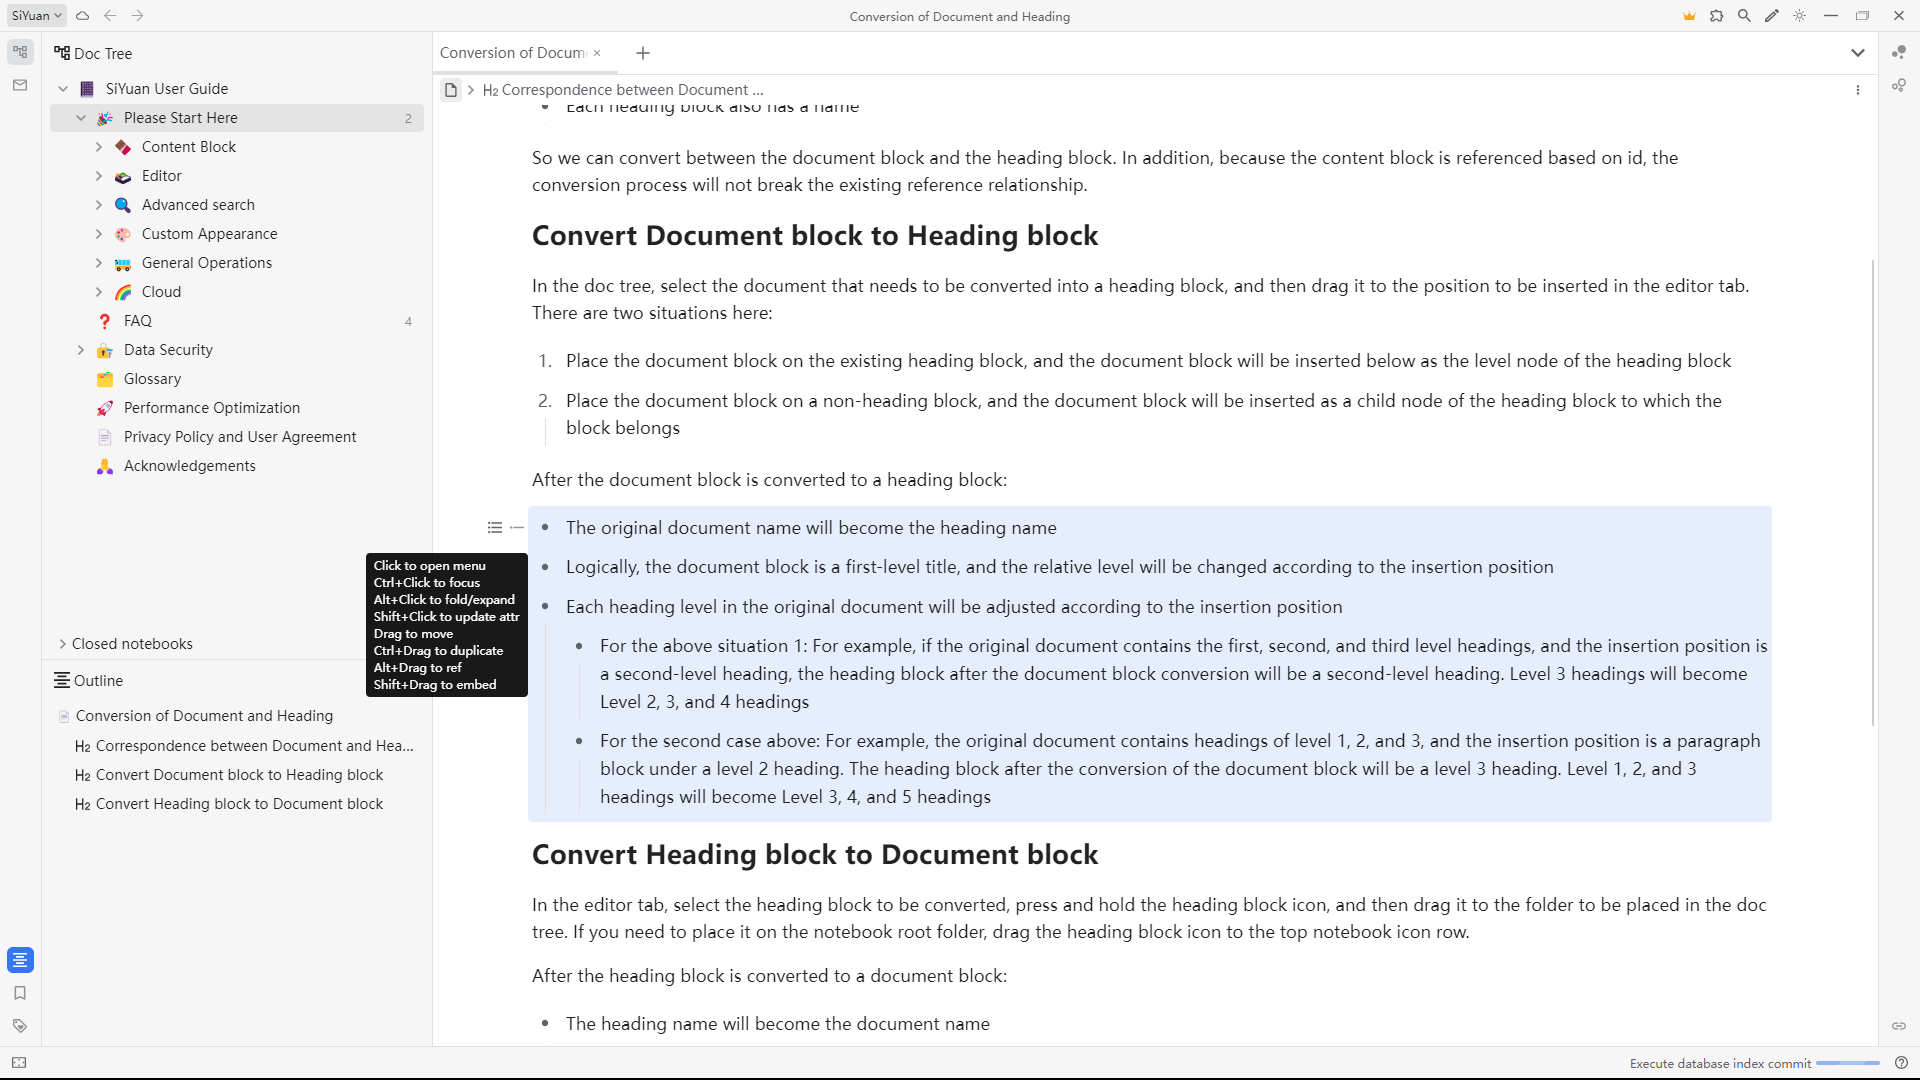 SiYuan
Conversion of Document and Heading
Doc Tree
SiYuan User Guide
Please Start Here 2
Content Block
Editor
Advanced search
Custom Appearance
General Operations
Cloud
FAQ 4
Data Security
Glossary
Performance Optimization
Privacy Policy and User Agreement
Acknowledgements
Closed notebooks
Outline
Conversion of Document and Heading
H2 Correspondence between Document and Hea...
H2 Convert Document block to Heading block
H2 Convert Heading block to Document block
Click to open menu
Ctrl+Click to focus
Alt+Click to fold/expand
Shift+Click to update attr
Drag to move
Ctrl+Drag to duplicate
Alt+Drag to ref
Shift+Drag to embed
Conversion of Docum
H2 Correspondence between Document ...
• Each heading block also has a name
So we can convert between the document block and the heading block. In addition, because the content block is referenced based on id, the
conversion process will not break the existing reference relationship.
Convert Document block to Heading block
In the doc tree, select the document that needs to be converted into a heading block, and then drag it to the position to be inserted in the editor tab.
There are two situations here:
1. Place the document block on the existing heading block, and the document block will be inserted below as the level node of the heading block
2. Place the document block on a non-heading block, and the document block will be inserted as a child node of the heading block to which the
block belongs
After the document block is converted to a heading block:
• The original document name will become the heading name
• Logically, the document block is a first-level title, and the relative level will be changed according to the insertion position
• Each heading level in the original document will be adjusted according to the insertion position
• For the above situation 1: For example, if the original document contains the first, second, and third level headings, and the insertion position is
a second-level heading, the heading block after the document block conversion will be a second-level heading. Level 3 headings will become
Level 2, 3, and 4 headings
• For the second case above: For example, the original document contains headings of level 1, 2, and 3, and the insertion position is a paragraph
block under a level 2 heading. The heading block after the conversion of the document block will be a level 3 heading. Level 1, 2, and 3
headings will become Level 3, 4, and 5 headings
Convert Heading block to Document block
In the editor tab, select the heading block to be converted, press and hold the heading block icon, and then drag it to the folder to be placed in the doc
tree. If you need to place it on the notebook root folder, drag the heading block icon to the top notebook icon row.
After the heading block is converted to a document block:
• The heading name will become the document name
Execute database index commit